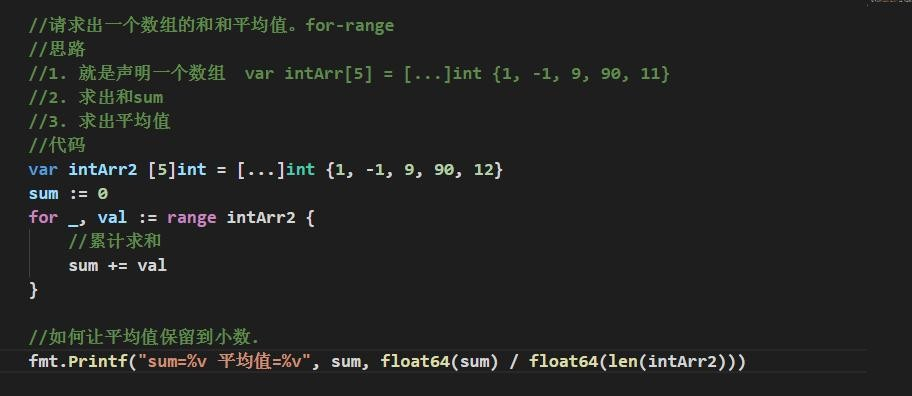 //请求出一个数组的和和平均值。for-range
//思路
//1. 就是声明一个数组  var intArr[5] = [...]int {1, -1, 9, 90, 11}
//2. 求出和sum
//3. 求出平均值
//代码
var intArr2 [5]int = [...]int {1, -1, 9, 90, 12}
sum := 0
for _, val := range intArr2 {
    //累计求和
    sum += val
}
//如何让平均值保留到小数.
fmt.Printf("sum=%v 平均值=%v", sum, float64(sum) / float64(len(intArr2)))